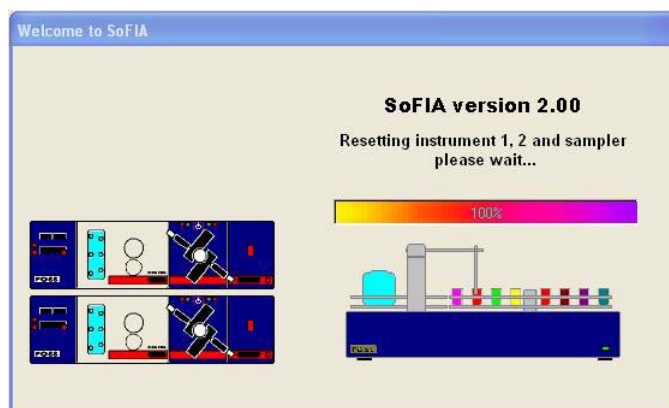 Welcome to SoFIA
SoFIA version 2.00
Resetting instrument 1, 2 and sampler
please wait...
100%